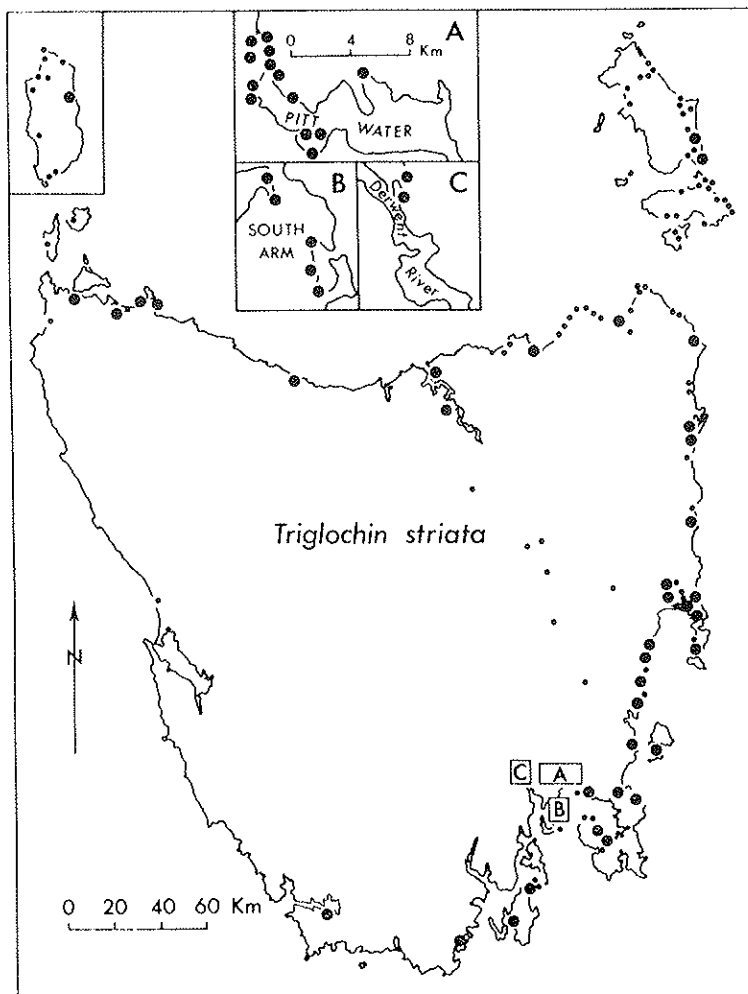 A
0 4 8
Km
PITT
WATER
B
SOUTH
ARM
C
Derwent
River
Triglochin striata
N
C
A
B
0 20 40 60 Km